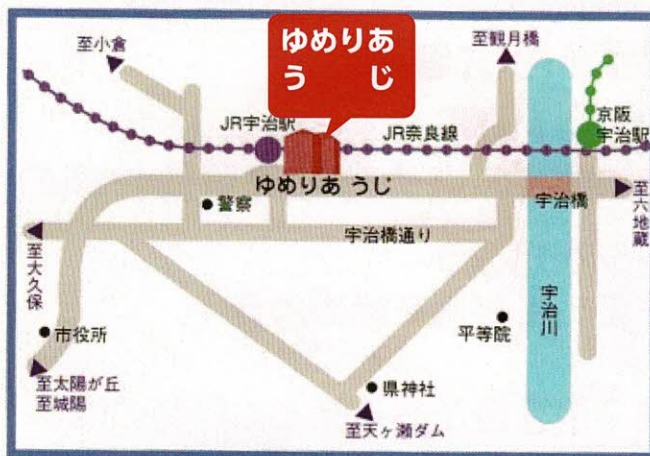 至小倉
ゆめりあ
うじ
至観月橋
京阪
宇治駅
JR宇治駅
JR奈良線
ゆめりあ うじ
警察
宇治橋
至六地蔵
宇治橋通り
至大久保
宇治川
市役所
平等院
至太陽が丘
至城陽
県神社
至天ヶ瀬ダム